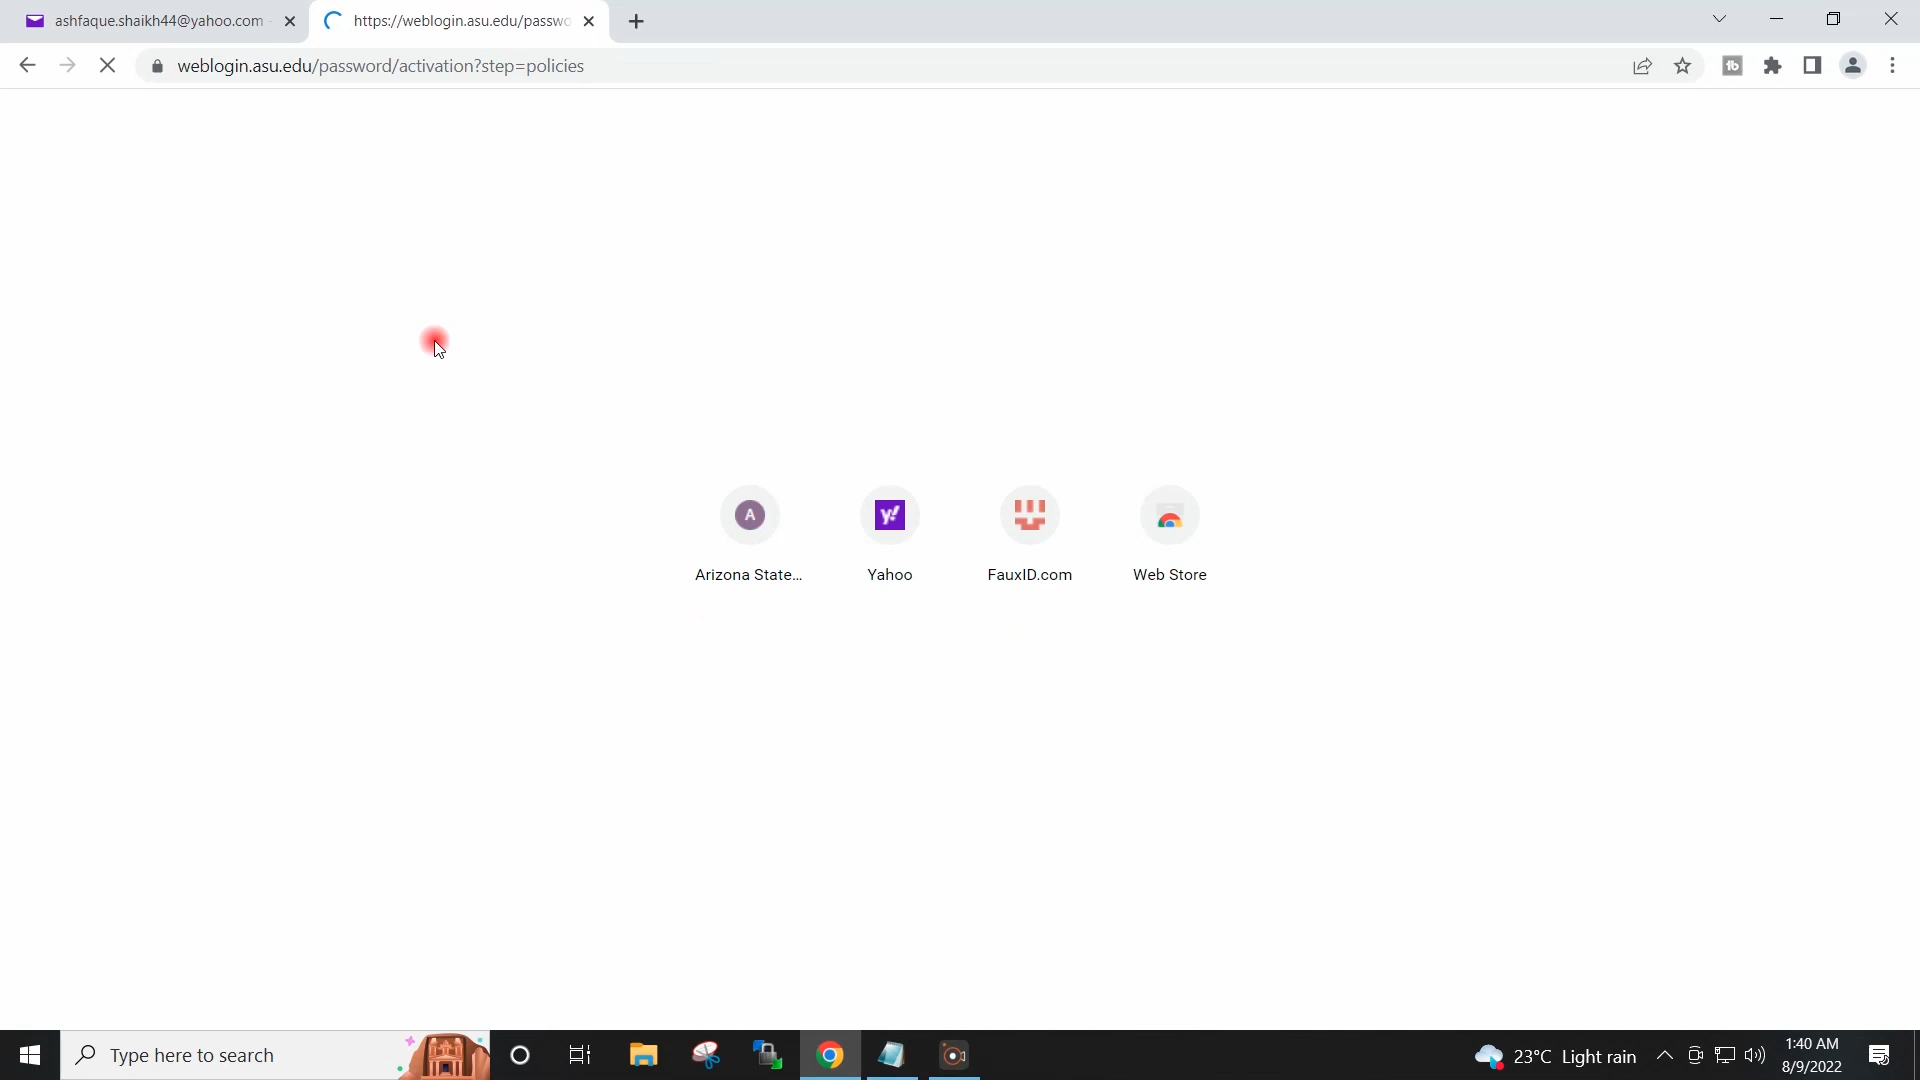 ashfaque.shaikh44@yahoo.com -
https://weblogin.asu.edu/passwo
weblogin.asu.edu/password/activation?step=policies
A
y!
Arizona State...
Yahoo
FauxID.com
Web Store
Type here to search
23°C Light rain
1:40 AM
8/9/2022